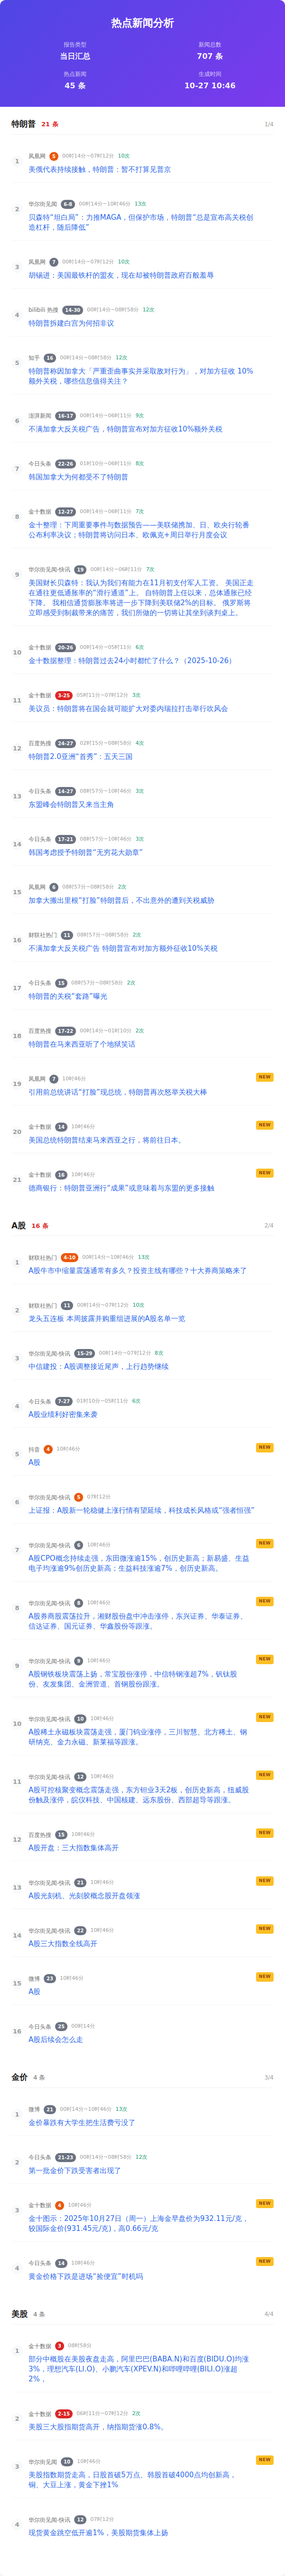 热点新闻分析
报告类型
当日汇总
新闻总数
707 条
热点新闻
45 条
生成时间
10-27 10:46
特朗普 21 条 1/4
1
凤凰网 5 00时14分~07时12分 10次
美俄代表持续接触，特朗普：暂不打算见普京
2
华尔街见闻 6-8 00时14分~10时46分 13次
贝森特“坦白局”：力推MAGA，但保护市场，特朗普“总是宣布高关税创
造杠杆，随后降低”
3
凤凰网 7 00时14分~07时12分 10次
胡锡进：美国最铁杆的盟友，现在却被特朗普政府百般羞辱
4
bilibili 热搜 14-30 00时14分~08时58分 12次
特朗普拆建白宫为何招非议
5
知乎 16 00时14分~08时58分 12次
特朗普称因加拿大「严重歪曲事实并采取敌对行为」，对加方征收 10%
额外关税，哪些信息值得关注？
6
澎湃新闻 16-17 00时14分~06时11分 9次
不满加拿大反关税广告，特朗普宣布对加方征收10%额外关税
7
今日头条 22-26 01时10分~06时11分 8次
韩国加拿大为何都受不了特朗普
8
金十数据 12-27 00时14分~06时11分 7次
金十整理：下周重要事件与数据预告——美联储携加、日、欧央行轮番
公布利率决议；特朗普将访问日本、欧佩克+周日举行月度会议
9
华尔街见闻-快讯 19 00时14分~06时11分 7次
美国财长贝森特：我认为我们有能力在11月初支付军人工资。 美国正走
在通往更低通胀率的“滑行通道”上。 自特朗普上任以来，总体通胀已经
下降。 我相信通货膨胀率将进一步下降到美联储2%的目标。 俄罗斯将
立即感受到制裁带来的痛苦，我们所做的一切将让其坐到谈判桌上。
10
金十数据 20-26 00时14分~05时11分 6次
金十数据整理：特朗普过去24小时都忙了什么？（2025-10-26）
11
金十数据 3-25 05时11分~07时12分 3次
美议员：特朗普将在国会就可能扩大对委内瑞拉打击举行吹风会
12
百度热搜 24-27 02时15分~08时58分 4次
特朗普2.0亚洲“首秀”：五天三国
13
今日头条 14-27 08时57分~10时46分 3次
东盟峰会特朗普又来当主角
14
今日头条 17-21 08时57分~10时46分 3次
韩国考虑授予特朗普“无穷花大勋章”
15
凤凰网 6 08时57分~08时58分 2次
加拿大搬出里根“打脸”特朗普后，不出意外的遭到关税威胁
16
财联社热门 11 08时57分~08时58分 2次
不满加拿大反关税广告 特朗普宣布对加方额外征收10%关税
17
今日头条 15 08时57分~08时58分 2次
特朗普的关税“套路”曝光
18
百度热搜 17-22 00时14分~01时10分 2次
特朗普在马来西亚听了个地狱笑话
19
凤凰网 7 10时46分 NEW
引用前总统讲话“打脸”现总统，特朗普再次怒举关税大棒
20
金十数据 14 10时46分 NEW
美国总统特朗普结束马来西亚之行，将前往日本。
21
金十数据 16 10时46分 NEW
德商银行：特朗普亚洲行“成果”或意味着与东盟的更多接触
A股 16 条 2/4
1
财联社热门 4-10 00时14分~10时46分 13次
A股牛市中缩量震荡通常有多久？投资主线有哪些？十大券商策略来了
2
财联社热门 11 00时14分~07时12分 10次
龙头五连板 本周披露并购重组进展的A股名单一览
3
华尔街见闻-快讯 15-29 00时14分~07时12分 8次
中信建投：A股调整接近尾声，上行趋势继续
4
今日头条 7-27 01时10分~05时11分 6次
A股业绩利好密集来袭
5
抖音 4 10时46分 NEW
A股
6
华尔街见闻-快讯 5 07时12分
上证报：A股新一轮稳健上涨行情有望延续，科技成长风格或“强者恒强”
7
华尔街见闻-快讯 6 10时46分 NEW
A股CPO概念持续走强，东田微涨逾15%，创历史新高；新易盛、生益
电子均涨逾9%创历史新高；生益科技涨逾7%，创历史新高。
8
华尔街见闻-快讯 8 10时46分 NEW
A股券商股震荡拉升，湘财股份盘中冲击涨停，东兴证券、华泰证券、
信达证券、国元证券、华鑫股份等跟涨。
9
华尔街见闻-快讯 9 10时46分 NEW
A股钢铁板块震荡上扬，常宝股份涨停，中信特钢涨超7%，钒钛股
份、友发集团、金洲管道、首钢股份跟涨。
10
华尔街见闻-快讯 10 10时46分 NEW
A股稀土永磁板块震荡走强，厦门钨业涨停，三川智慧、北方稀土、钢
研纳克、金力永磁、新莱福等跟涨。
11
华尔街见闻-快讯 12 10时46分 NEW
A股可控核聚变概念震荡走强，东方钽业3天2板，创历史新高，纽威股
份触及涨停，皖仪科技、中国核建、远东股份、西部超导等跟涨。
12
百度热搜 15 10时46分 NEW
A股开盘：三大指数集体高开
13
华尔街见闻-快讯 21 10时46分 NEW
A股光刻机、光刻胶概念股开盘领涨
14
华尔街见闻-快讯 22 10时46分 NEW
A股三大指数全线高开
15
微博 23 10时46分 NEW
A股
16
今日头条 25 00时14分
A股后续会怎么走
金价 4 条 3/4
1
微博 21 00时14分~10时46分 13次
金价暴跌有大学生把生活费亏没了
2
今日头条 21-23 00时14分~08时58分 12次
第一批金价下跌受害者出现了
3
金十数据 4 10时46分 NEW
金十图示：2025年10月27日（周一）上海金早盘价为932.11元/克，
较国际金价(931.45元/克)，高0.66元/克
4
今日头条 14 10时46分 NEW
黄金价格下跌是进场“捡便宜”时机吗
美股 4 条 4/4
1
金十数据 3 08时58分
部分中概股在美股夜盘走高，阿里巴巴(BABA.N)和百度(BIDU.O)均涨
3%，理想汽车(LI.O)、小鹏汽车(XPEV.N)和哔哩哔哩(BILI.O)涨超
2%，
2
金十数据 2-15 06时11分~07时12分 2次
美股三大股指期货高开，纳指期货涨0.8%。
3
华尔街见闻 10 10时46分 NEW
美股指数期货走高，日股首破5万点、韩股首破4000点均创新高，
铜、大豆上涨，黄金下挫1%
4
华尔街见闻-快讯 12 07时12分
现货黄金跳空低开逾1%，美股期货集体上扬